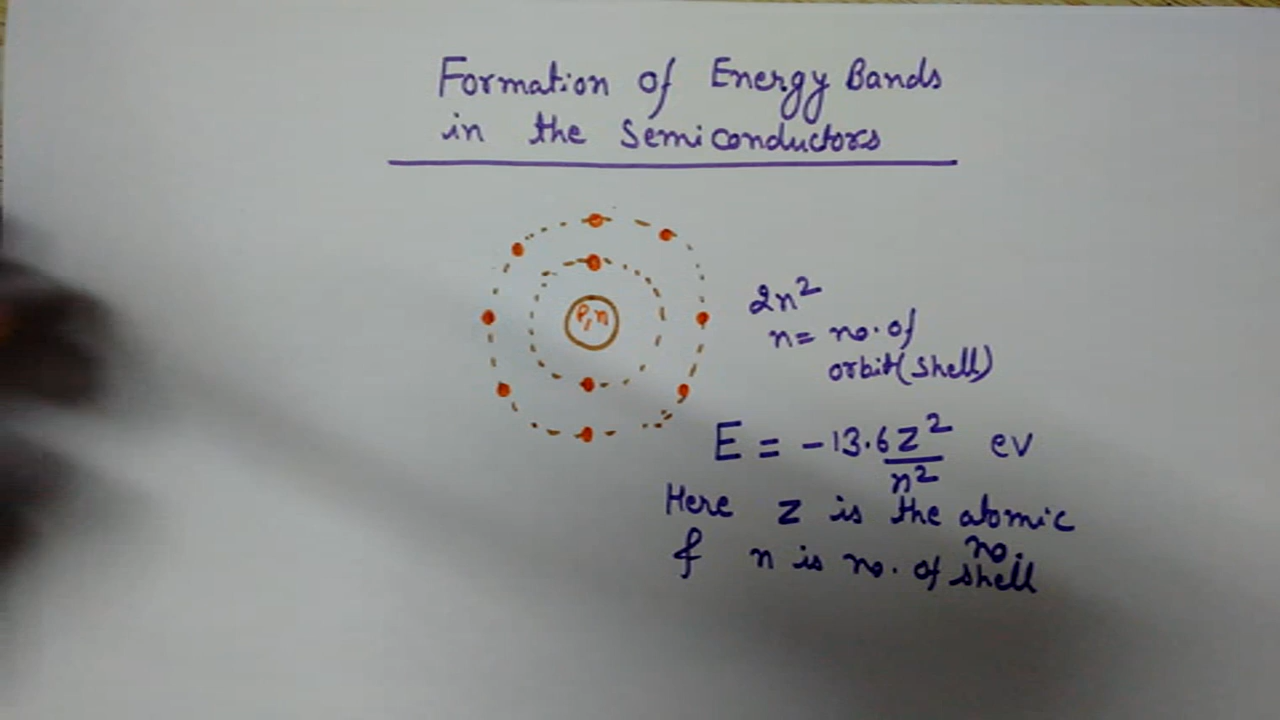 Formation of Energy Bands
in the Semiconductors
P, n
2n²
n = no. of
orbit (shell)
E = -13.6 Z²/n² ev
Here Z is the atomic no.
& n is no. of shell